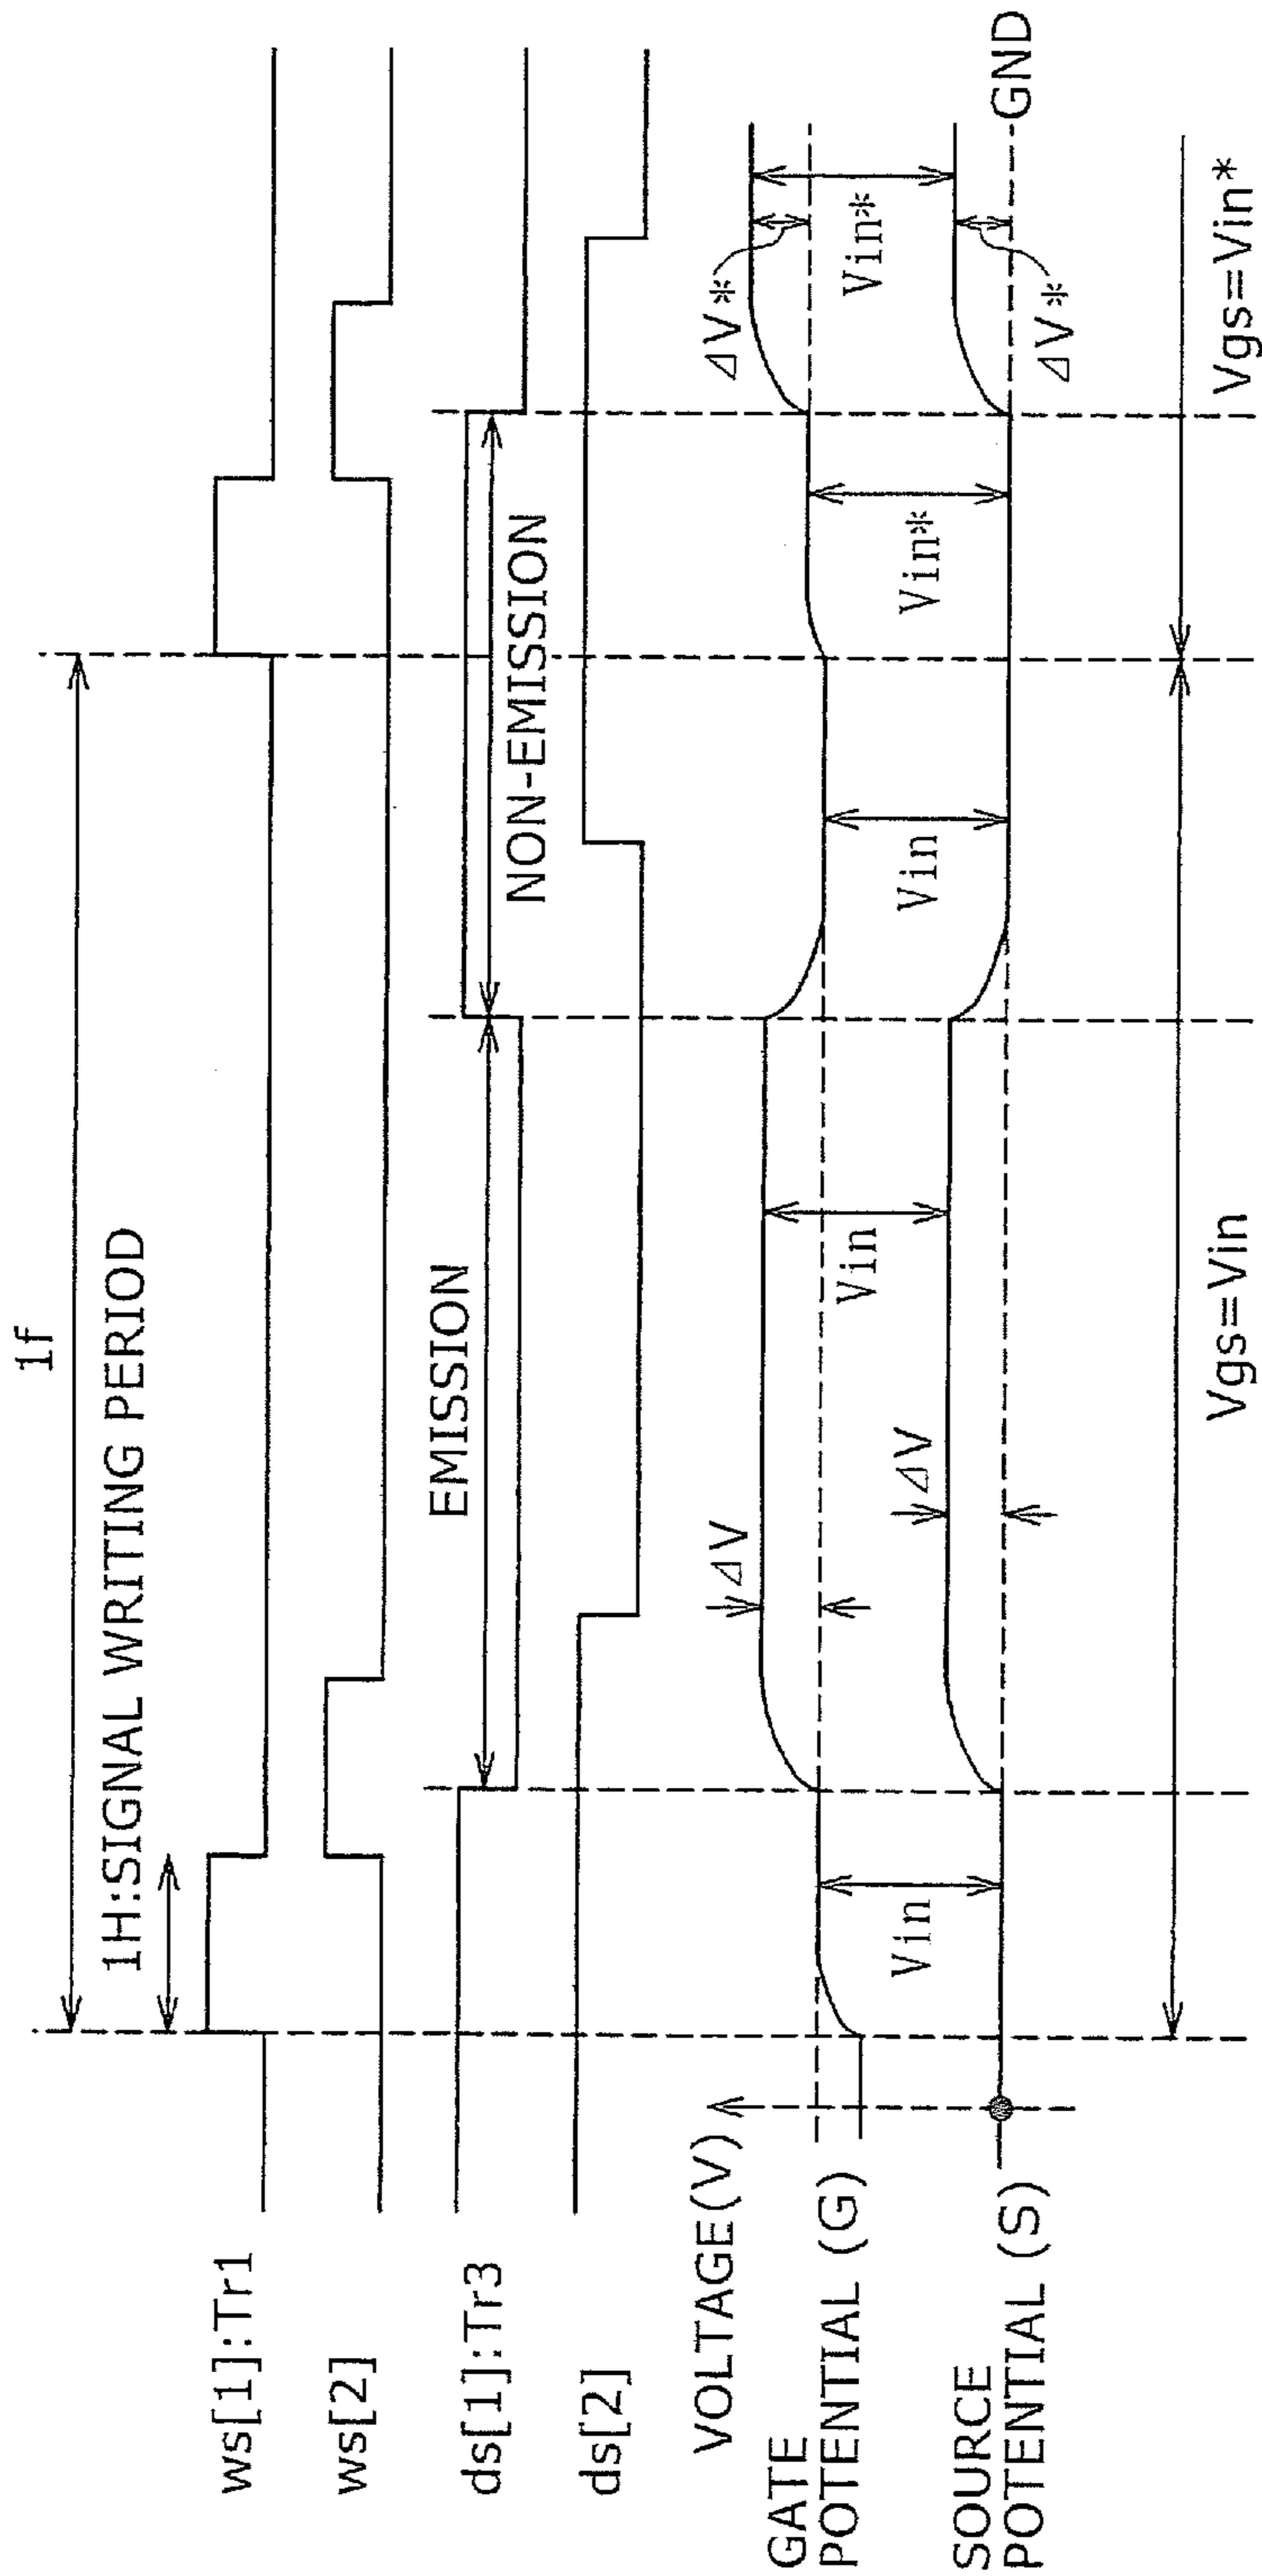 1f
1H:SIGNAL WRITING PERIOD
ws[1]:Tr1
ws[2]
EMISSION
NON-EMISSION
ds[1]:Tr3
ds[2]
VOLTAGE(V)
ΔV
ΔV*
GATE
POTENTIAL (G)
Vin
Vin
Vin
Vin*
Vin*
ΔV
ΔV*
SOURCE
POTENTIAL (S)
GND
Vgs=Vin
Vgs=Vin*